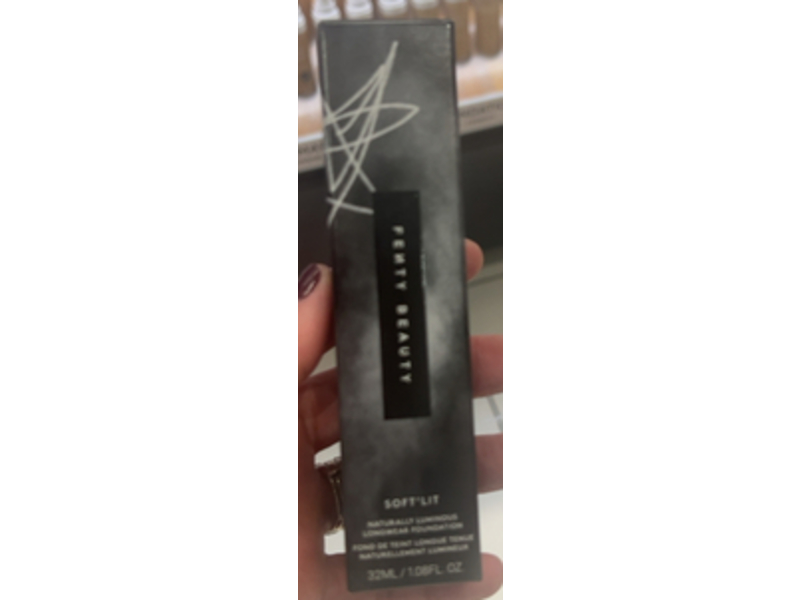 FENTY BEAUTY
SOFT'LIT
NATURALLY LUMINOUS
LONGWEAR FOUNDATION
FOND DE TEINT LONGUE TENUE
NATURELLEMENT LUMINEUX
32ML / 1.08FL. OZ.